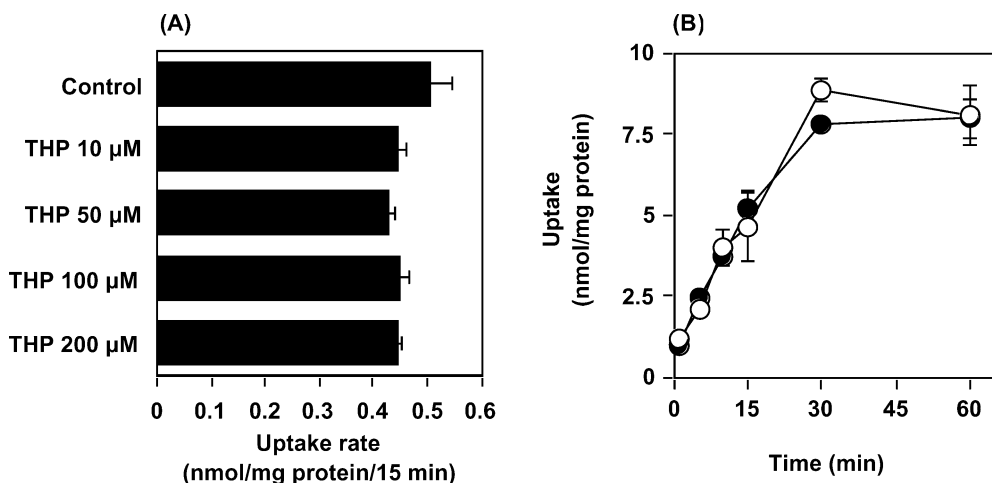 (A)
Control
THP 10 µM
THP 50 µM
THP 100 µM
THP 200 µM
0 0.1 0.2 0.3 0.4 0.5 0.6
Uptake rate
(nmol/mg protein/15 min)
(B)
Uptake
(nmol/mg protein)
10
7.5
5
2.5
0
0 15 30 45 60
Time (min)